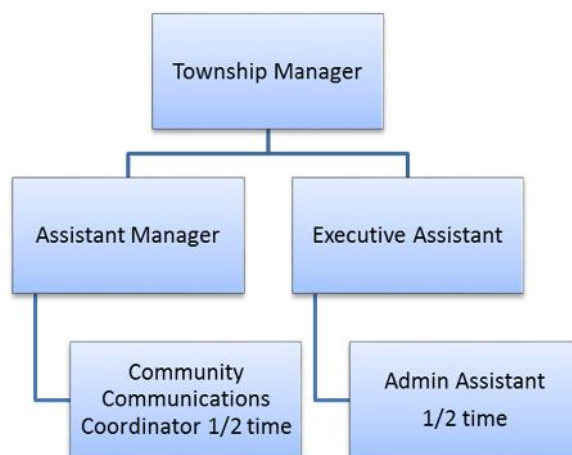 Township Manager
Assistant Manager
Executive Assistant
Community
Communications
Coordinator 1/2 time
Admin Assistant
1/2 time